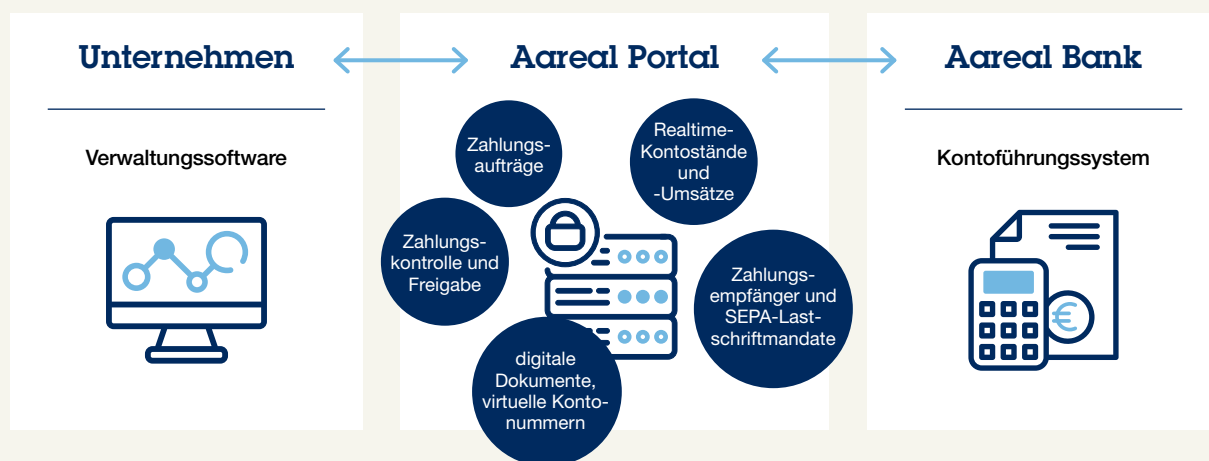 Unternehmen
Verwaltungssoftware
Aareal Portal
Zahlungs-
aufträge
Realtime-
Kontostände
und
-Umsätze
Zahlungs-
kontrolle und
Freigabe
Zahlungs-
empfänger und
SEPA-Last-
schriftmandate
digitale
Dokumente,
virtuelle Konto-
nummern
Aareal Bank
Kontoführungssystem
€